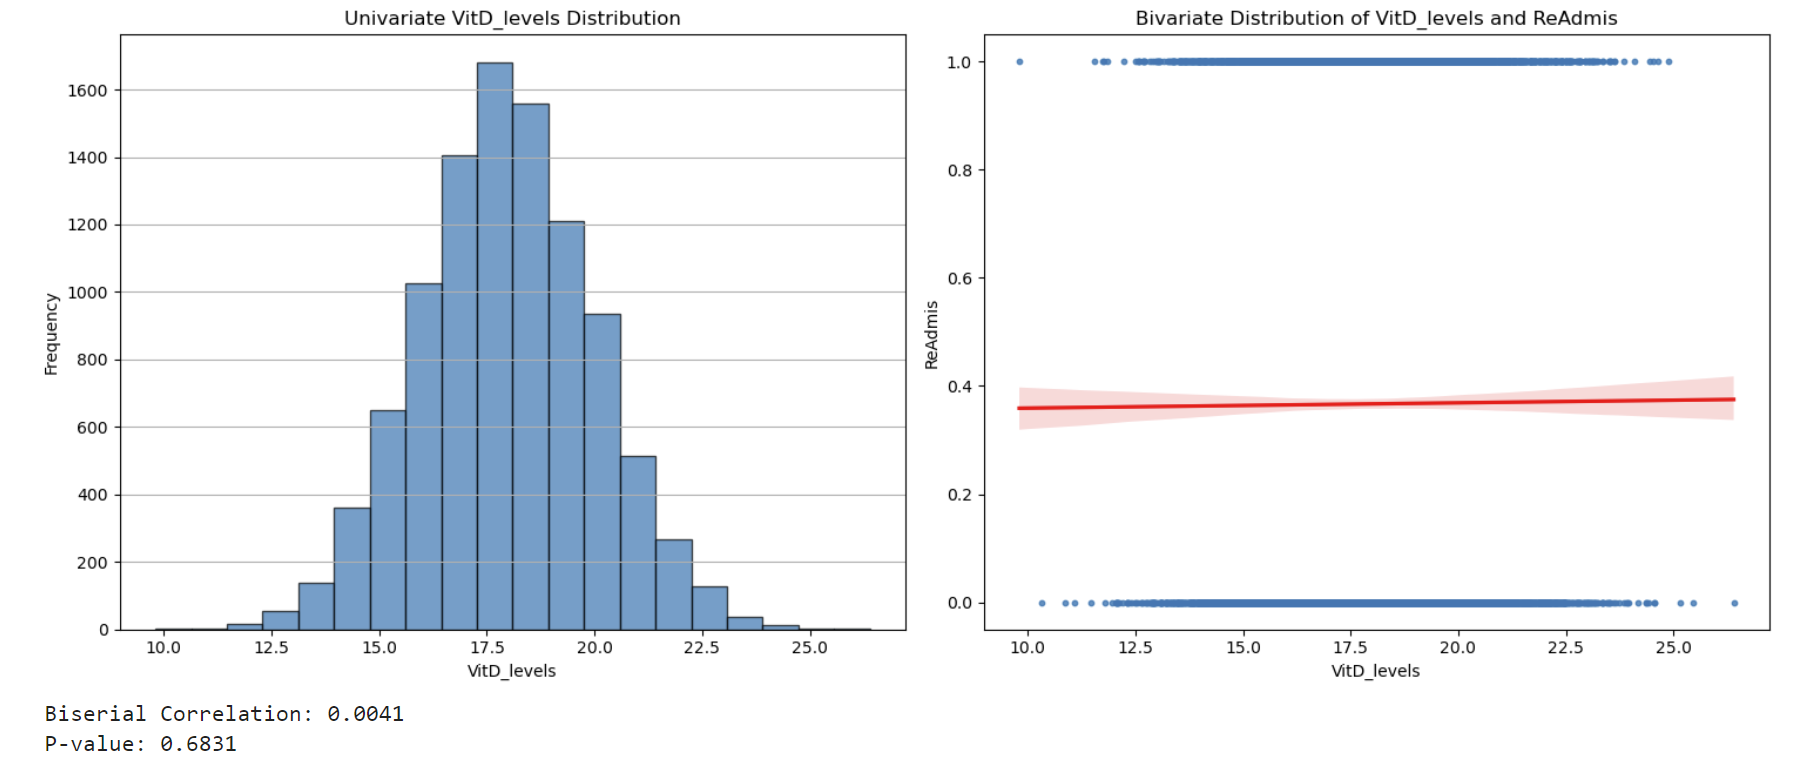 Univariate VitD_levels Distribution
1600
1400
1200
1000
800
600
400
200
0
Frequency
10.0 12.5 15.0 17.5 20.0 22.5 25.0
VitD_levels
Bivariate Distribution of VitD_levels and ReAdmis
1.0
0.8
0.6
0.4
0.2
0.0
ReAdmis
10.0 12.5 15.0 17.5 20.0 22.5 25.0
VitD_levels
Biserial Correlation: 0.0041
P-value: 0.6831